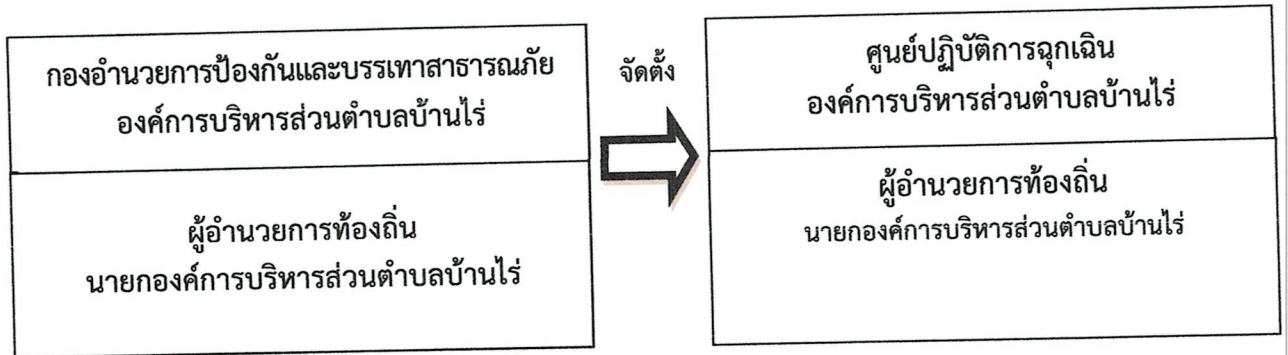 กองอำนวยการป้องกันและบรรเทาสาธารณภัย
องค์การบริหารส่วนตำบลบ้านไร่
ผู้อำนวยการท้องถิ่น
นายกองค์การบริหารส่วนตำบลบ้านไร่
จัดตั้ง
ศูนย์ปฏิบัติการฉุกเฉิน
องค์การบริหารส่วนตำบลบ้านไร่
ผู้อำนวยการท้องถิ่น
นายกองค์การบริหารส่วนตำบลบ้านไร่